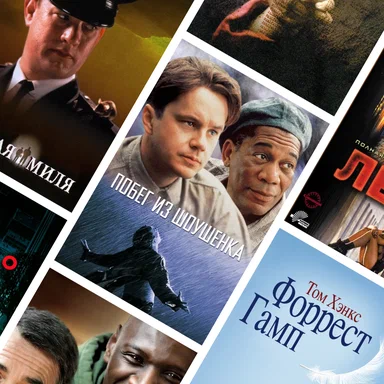 АЯ МИЛЯ
ПОБЕГ ИЗ ШОУШЕНКА
ЛЕ
Том Хэнкс
Форрест
Гамп